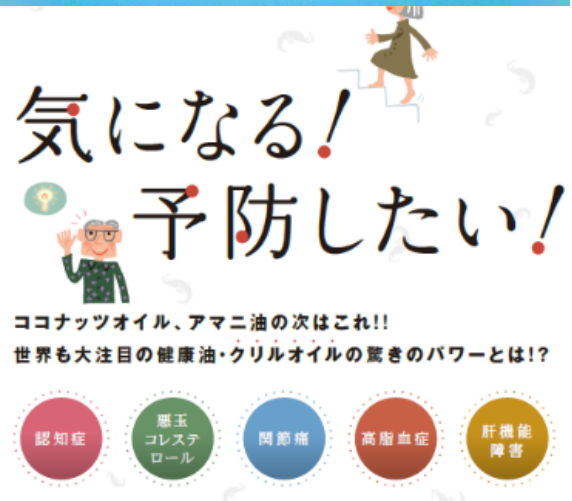 気になる!
予防したい!
ココナッツオイル、アマニ油の次はこれ!!
世界も大注目の健康油・クリルオイルの驚きのパワーとは!?
認知症
悪玉
コレステ
ロール
関節痛
高脂血症
肝機能
障害